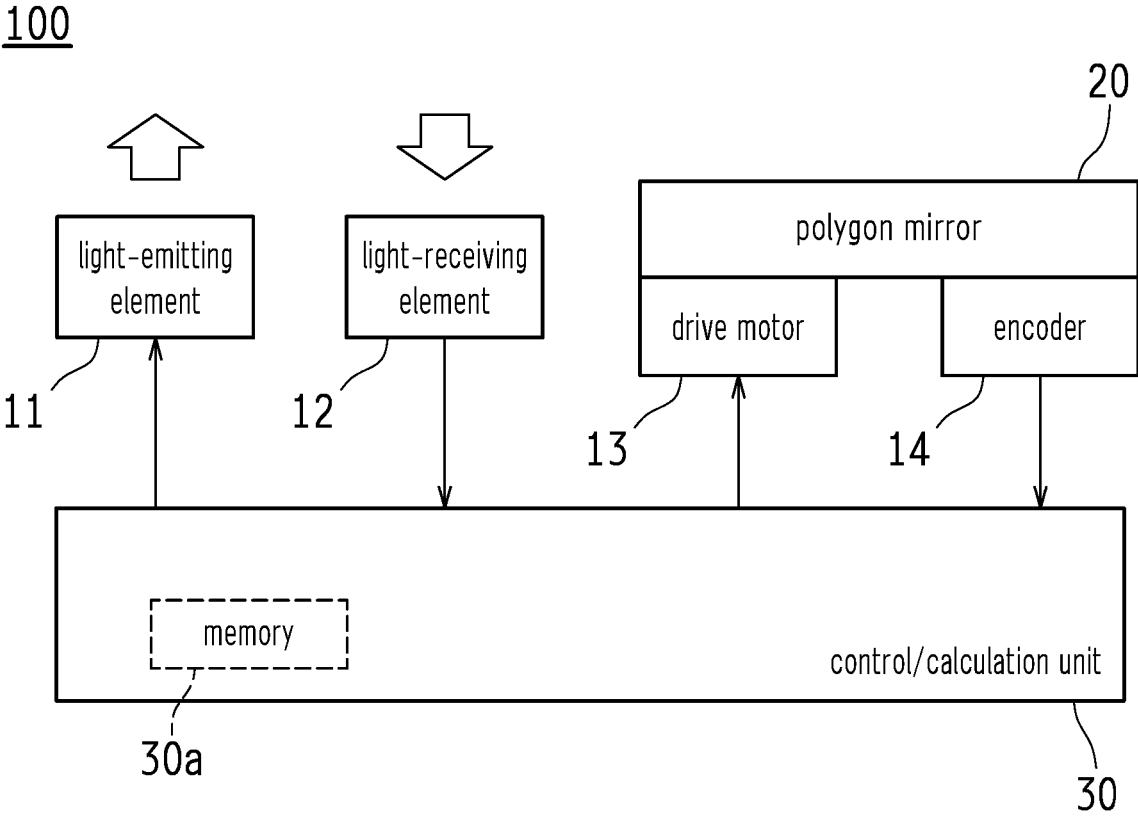 100
20
polygon mirror
light-emitting
element
light-receiving
element
drive motor
encoder
11
12
13
14
memory
control/calculation unit
30a
30